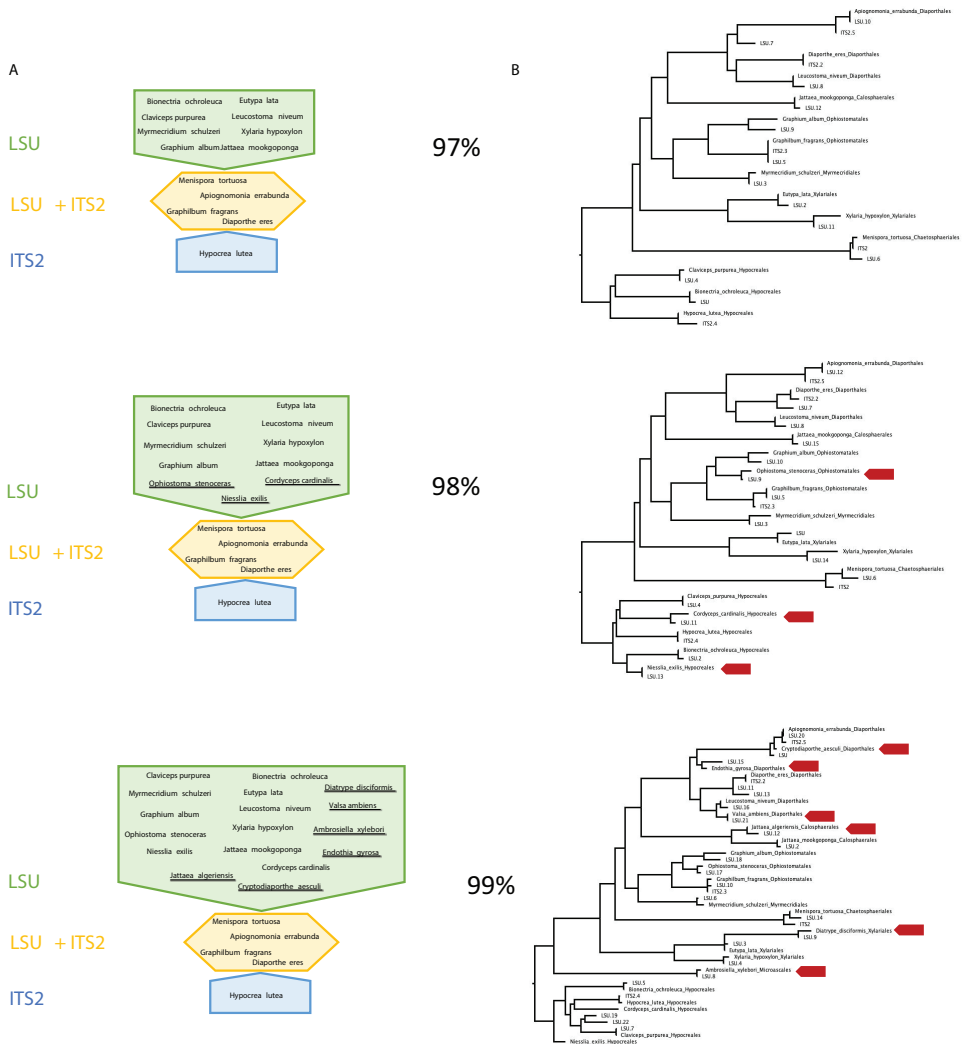 A
B
Bionectria ochroleuca Eutypa lata
Claviceps purpurea Leucostoma niveum
Myrmecridium schulzeri Xylaria hypoxylon
Graphium album Jattaea mookgoponga
LSU
Menispora tortuosa
Apiognomonia errabunda
Graphilbum fragrans
Diaporthe eres
LSU + ITS2
Hypocrea lutea
ITS2
97%
Apiognomonia_errabunda_Diaporthales
LSU.10
ITS2.5
LSU.7
Diaporthe_eres_Diaporthales
ITS2.2
Leucostoma_niveum_Diaporthales
LSU.8
Jattaea_mookgoponga_Calosphaerales
LSU.12
Graphium_album_Ophiostomatales
LSU.9
Graphilbum_fragrans_Ophiostomatales
ITS2.3
LSU.5
Myrmecridium_schulzeri_Myrmecridiales
LSU.3
Eutypa_lata_Xylariales
LSU.2
Xylaria_hypoxylon_Xylariales
LSU.11
Menispora_tortuosa_Chaetosphaeriales
ITS2
LSU.6
Claviceps_purpurea_Hypocreales
LSU.4
Bionectria_ochroleuca_Hypocreales
LSU
Hypocrea_lutea_Hypocreales
ITS2.4
Bionectria ochroleuca Eutypa lata
Claviceps purpurea Leucostoma niveum
Myrmecridium schulzeri Xylaria hypoxylon
Graphium album Jattaea mookgoponga
Ophiostoma stenoceras Cordyceps cardinalis
Niesslia exilis
LSU
Menispora tortuosa
Apiognomonia errabunda
Graphilbum fragrans
Diaporthe eres
LSU + ITS2
Hypocrea lutea
ITS2
98%
Apiognomonia_errabunda_Diaporthales
LSU.12
ITS2.5
Diaporthe_eres_Diaporthales
ITS2.2
LSU.7
Leucostoma_niveum_Diaporthales
LSU.8
Jattaea_mookgoponga_Calosphaerales
LSU.15
Graphium_album_Ophiostomatales
LSU.10
Ophiostoma_stenoceras_Ophiostomatales
LSU.9
Graphilbum_fragrans_Ophiostomatales
LSU.5
ITS2.3
Myrmecridium_schulzeri_Myrmecridiales
LSU.3
LSU
Eutypa_lata_Xylariales
Xylaria_hypoxylon_Xylariales
LSU.14
Menispora_tortuosa_Chaetosphaeriales
LSU.6
ITS2
Claviceps_purpurea_Hypocreales
LSU.4
Cordyceps_cardinalis_Hypocreales
LSU.11
Hypocrea_lutea_Hypocreales
ITS2.4
Bionectria_ochroleuca_Hypocreales
LSU.2
Niesslia_exilis_Hypocreales
LSU.13
Claviceps purpurea Bionectria ochroleuca
Myrmecridium schulzeri Eutypa lata Diatrype disciformis
Graphium album Leucostoma niveum Valsa ambiens
Ophiostoma stenoceras Xylaria hypoxylon Ambrosiella xylebori
Niesslia exilis Jattaea mookgoponga Endothia gyrosa
Jattaea algeriensis Cordyceps cardinalis
Cryptodiaporthe aesculi
LSU
Menispora tortuosa
Apiognomonia errabunda
Graphilbum fragrans
Diaporthe eres
LSU + ITS2
Hypocrea lutea
ITS2
99%
Apiognomonia_errabunda_Diaporthales
LSU.20
ITS2.5
Cryptodiaporthe_aesculi_Diaporthales
LSU
LSU.15
Endothia_gyrosa_Diaporthales
Diaporthe_eres_Diaporthales
ITS2.2
LSU.11
LSU.13
Leucostoma_niveum_Diaporthales
LSU.16
Valsa_ambiens_Diaporthales
LSU.21
Jattaea_algeriensis_Calosphaerales
LSU.12
Jattaea_mookgoponga_Calosphaerales
LSU.2
Graphium_album_Ophiostomatales
LSU.18
Ophiostoma_stenoceras_Ophiostomatales
LSU.17
Graphilbum_fragrans_Ophiostomatales
LSU.10
ITS2.3
LSU.6
Myrmecridium_schulzeri_Myrmecridiales
Menispora_tortuosa_Chaetosphaeriales
LSU.14
ITS2
Diatrype_disciformis_Xylariales
LSU.9
LSU.3
Eutypa_lata_Xylariales
Xylaria_hypoxylon_Xylariales
LSU.4
Ambrosiella_xylebori_Microascales
LSU.8
LSU.5
Bionectria_ochroleuca_Hypocreales
ITS2.4
Hypocrea_lutea_Hypocreales
Cordyceps_cardinalis_Hypocreales
LSU.19
LSU.22
LSU.7
Claviceps_purpurea_Hypocreales
Niesslia_exilis_Hypocreales